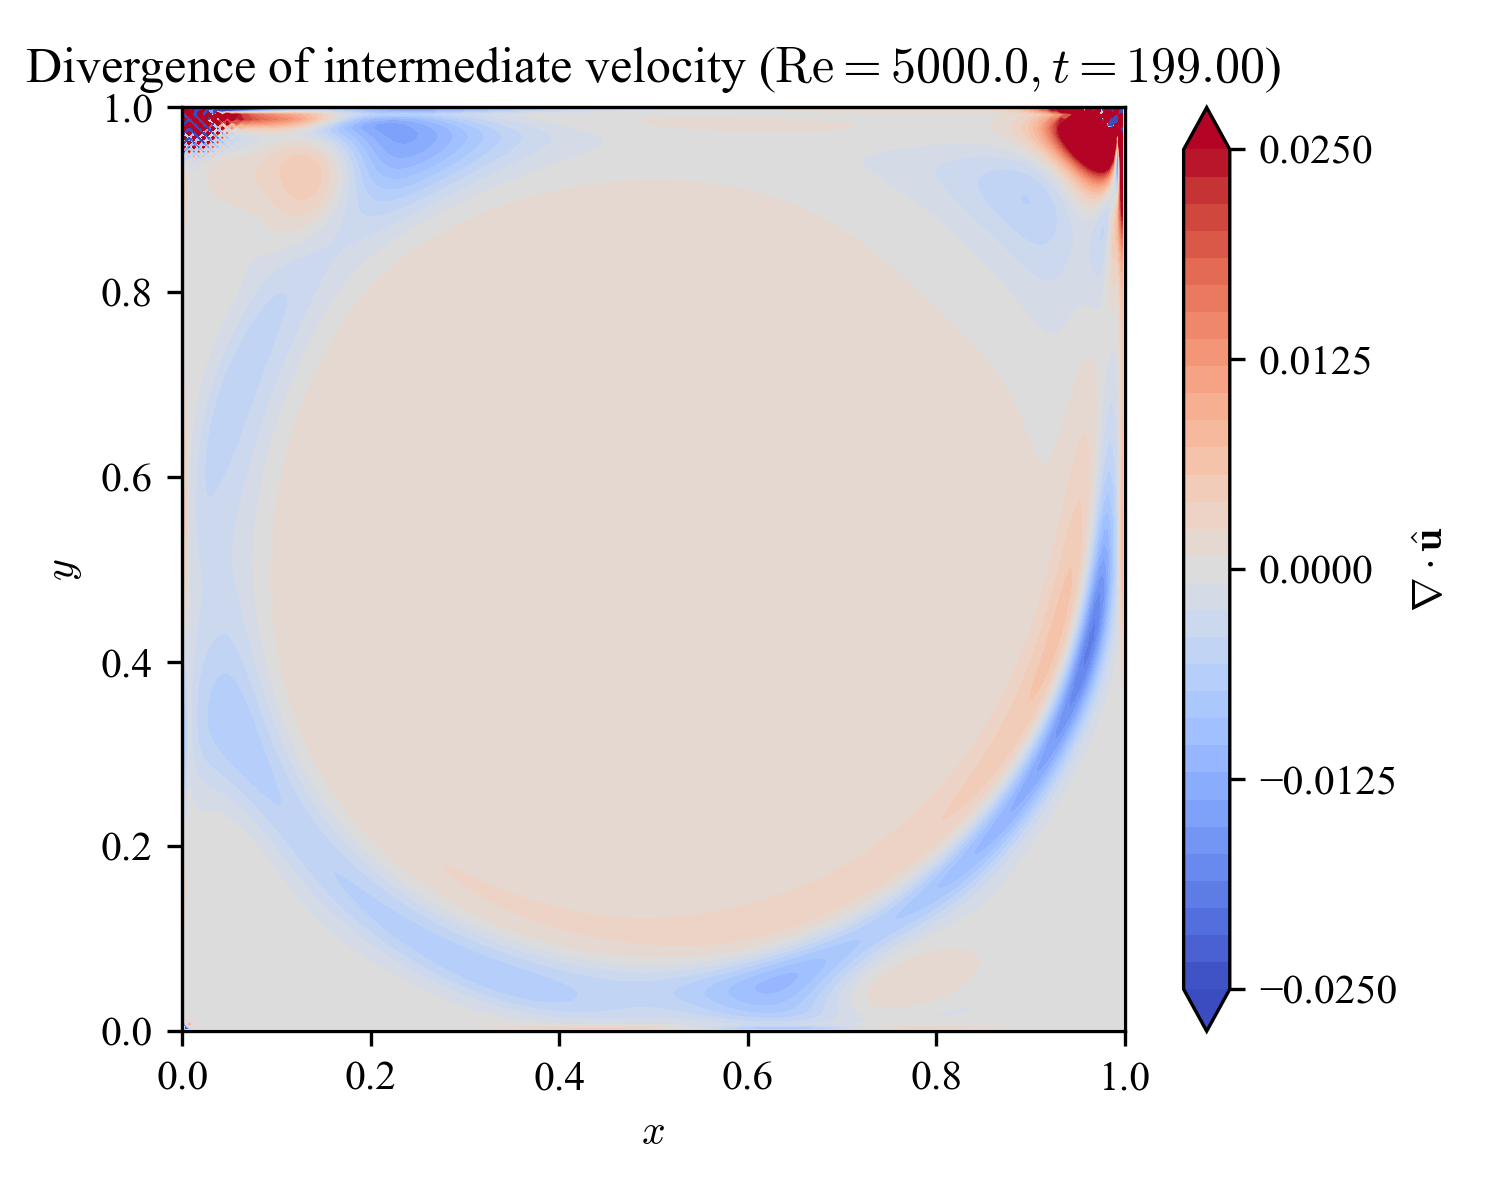 Divergence of intermediate velocity (Re = 5000.0, t = 199.00)
1.0
0.8
0.6
0.4
0.2
0.0
y
0.0 0.2 0.4 0.6 0.8 1.0
x
0.0250
0.0125
0.0000
−0.0125
−0.0250
∇ · û